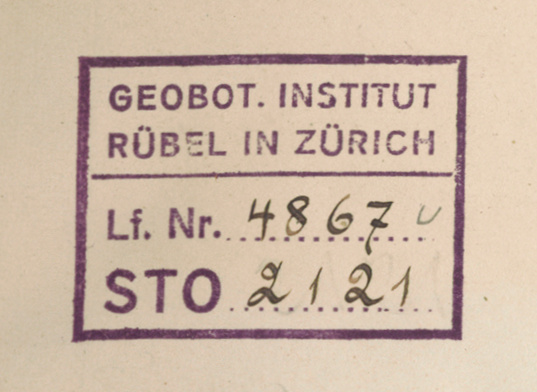 GEOBOT. INSTITUT
RÜBEL IN ZÜRICH
Lf. Nr. 4867
STO 2121